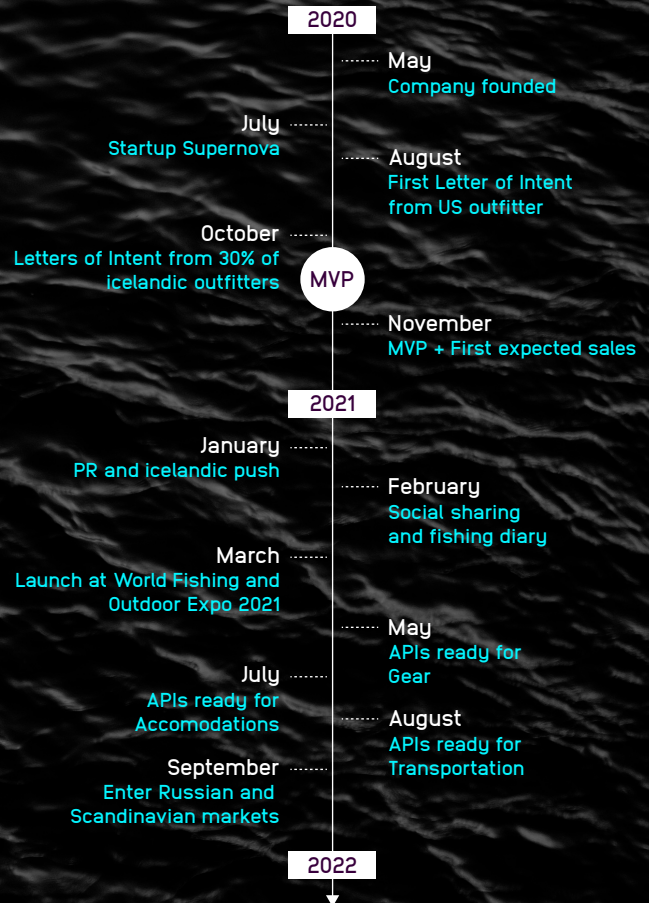 2020
May
Company founded
July
Startup Supernova
August
First Letter of Intent
from US outfitter
October
Letters of Intent from 30% of
icelandic outfitters
MVP
November
MVP + First expected sales
2021
January
PR and icelandic push
February
Social sharing
and fishing diary
March
Launch at World Fishing and
Outdoor Expo 2021
May
APIs ready for
Gear
July
APIs ready for
Accomodations
August
APIs ready for
Transportation
September
Enter Russian and
Scandinavian markets
2022